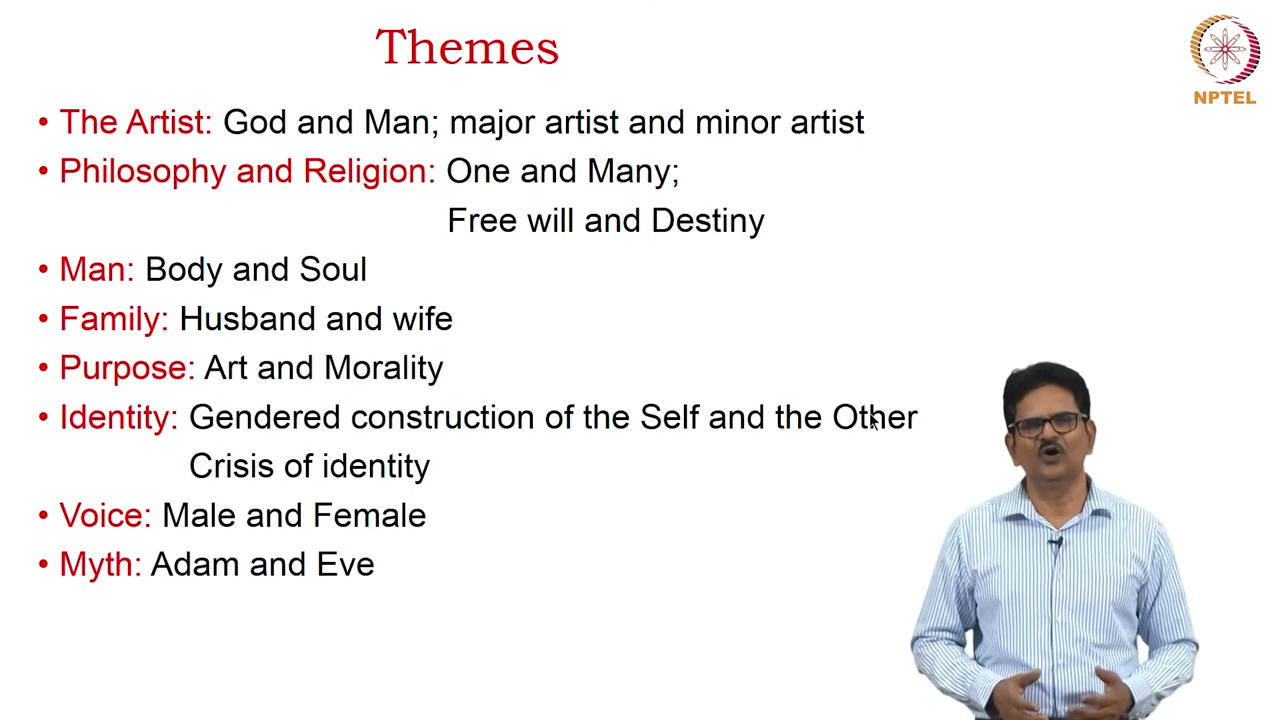 Themes
NPTEL
• The Artist: God and Man; major artist and minor artist
• Philosophy and Religion: One and Many;
Free will and Destiny
• Man: Body and Soul
• Family: Husband and wife
• Purpose: Art and Morality
• Identity: Gendered construction of the Self and the Other
Crisis of identity
• Voice: Male and Female
• Myth: Adam and Eve